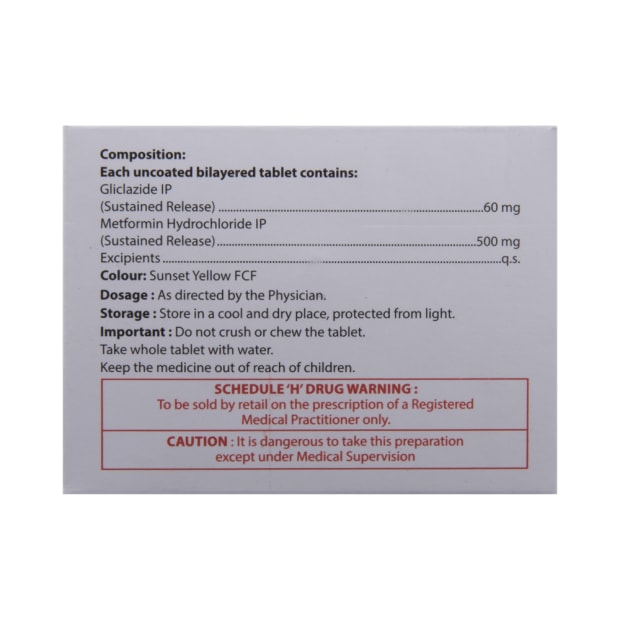 Composition:
Each uncoated bilayered tablet contains:
Gliclazide IP
(Sustained Release) ........................................................................60 mg
Metformin Hydrochloride IP
(Sustained Release) ......................................................................500 mg
Excipients .........................................................................................q.s.
Colour: Sunset Yellow FCF
Dosage : As directed by the Physician.
Storage : Store in a cool and dry place, protected from light.
Important : Do not crush or chew the tablet.
Take whole tablet with water.
Keep the medicine out of reach of children.
SCHEDULE 'H' DRUG WARNING :
To be sold by retail on the prescription of a Registered
Medical Practitioner only.
CAUTION : It is dangerous to take this preparation
except under Medical Supervision